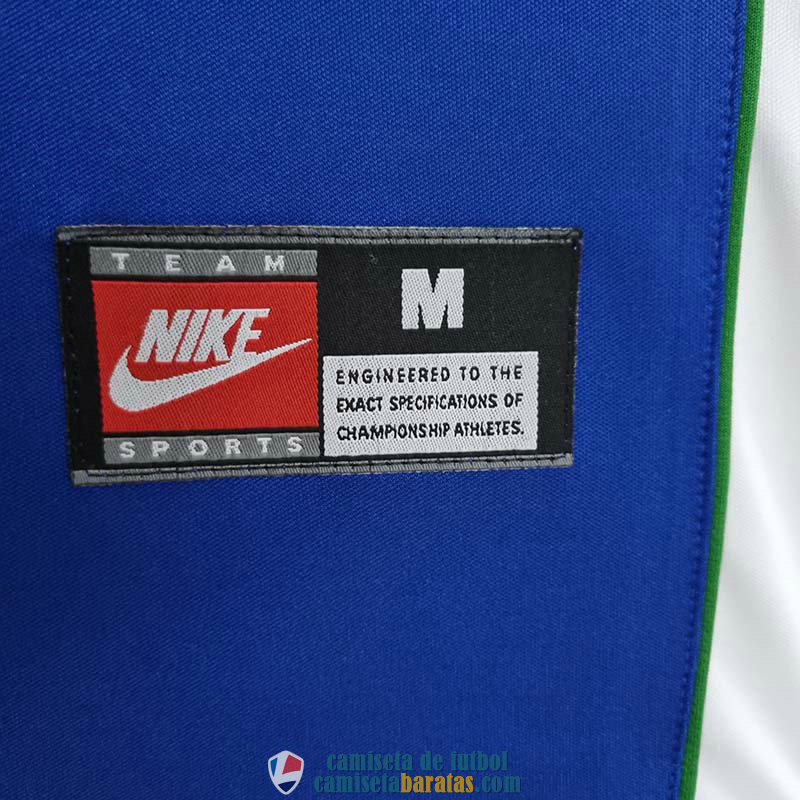 TEAM
NIKE
SPORTS
M
ENGINEERED TO THE
EXACT SPECIFICATIONS OF
CHAMPIONSHIP ATHLETES.
camiseta de futbol
camisetabaratas.com